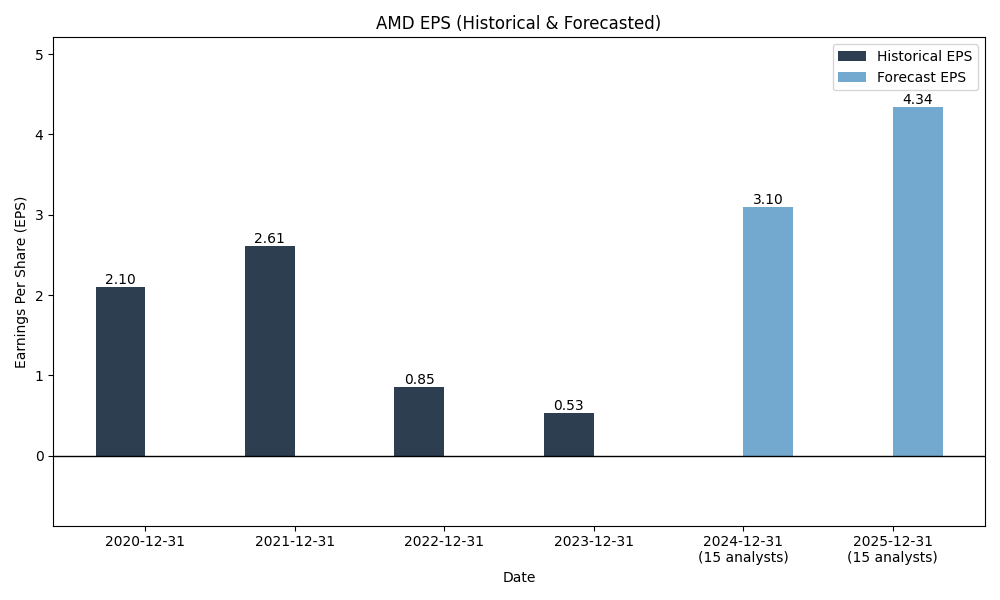 AMD EPS (Historical & Forecasted)
Historical EPS
Forecast EPS
Earnings Per Share (EPS)
5
4
3
2
1
0
2.10
2.61
0.85
0.53
3.10
4.34
2020-12-31
2021-12-31
2022-12-31
2023-12-31
2024-12-31
(15 analysts)
2025-12-31
(15 analysts)
Date